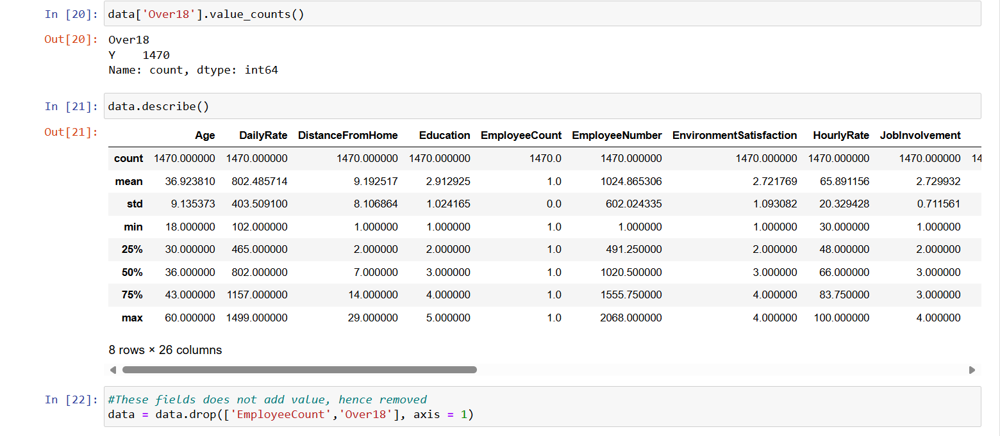 In [20]: data['Over18'].value_counts()
Out[20]: Over18
Y    1470
Name: count, dtype: int64
In [21]: data.describe()
Out[21]:
Age DailyRate DistanceFromHome Education EmployeeCount EmployeeNumber EnvironmentSatisfaction HourlyRate JobInvolvement
count 1470.000000 1470.000000 1470.000000 1470.000000 1470.0 1470.000000 1470.000000 1470.000000 1470.000000 14
mean 36.923810 802.485714 9.192517 2.912925 1.0 1024.865306 2.721769 65.891156 2.729932
std 9.135373 403.509100 8.106864 1.024165 0.0 602.024335 1.093082 20.329428 0.711561
min 18.000000 102.000000 1.000000 1.000000 1.0 1.000000 1.000000 30.000000 1.000000
25% 30.000000 465.000000 2.000000 2.000000 1.0 491.250000 2.000000 48.000000 2.000000
50% 36.000000 802.000000 7.000000 3.000000 1.0 1020.500000 3.000000 66.000000 3.000000
75% 43.000000 1157.000000 14.000000 4.000000 1.0 1555.750000 4.000000 83.750000 3.000000
max 60.000000 1499.000000 29.000000 5.000000 1.0 2068.000000 4.000000 100.000000 4.000000
8 rows × 26 columns
In [22]: #These fields does not add value, hence removed
data = data.drop(['EmployeeCount','Over18'], axis = 1)